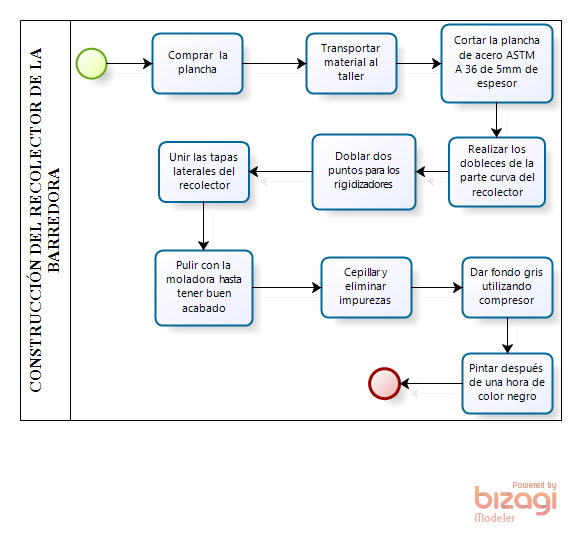 CONSTRUCCIÓN DEL RECOLECTOR DE LA
BARREDORA
Comprar la
plancha
Transportar
material al
taller
Cortar la plancha
de acero ASTM
A 36 de 5mm de
espesor
Realizar los
dobleces de la
parte curva del
recolector
Doblar dos
puntos para los
rigidizadores
Unir las tapas
laterales del
recolector
Pulir con la
moladora hasta
tener buen
acabado
Cepillar y
eliminar
impurezas
Dar fondo gris
utilizando
compresor
Pintar después
de una hora de
color negro
Powered by
bizagi
Modeler